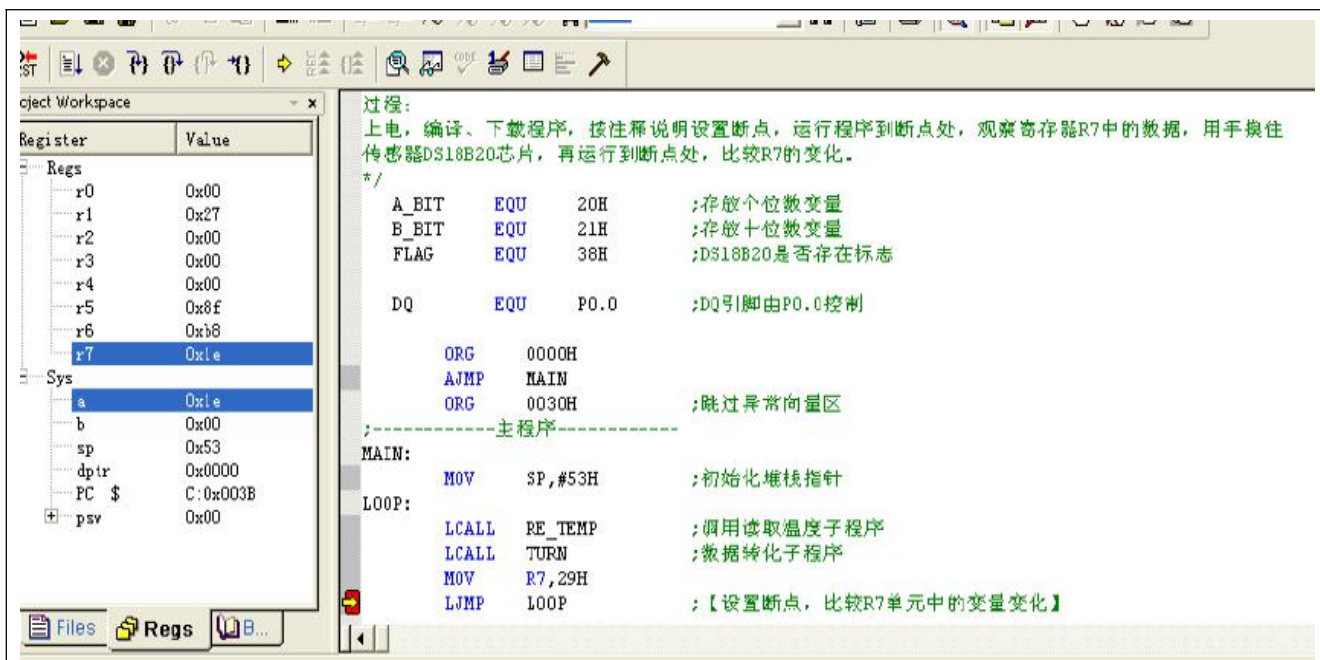 ST
oject Workspace
Register Value
Regs
r0 0x00
r1 0x27
r2 0x00
r3 0x00
r4 0x00
r5 0x8f
r6 0xb8
r7 0x1e
Sys
a 0x1e
b 0x00
sp 0x53
dptr 0x0000
PC $ C:0x003B
psw 0x00
Files Regs B...
过程:
上电，编译、下载程序，按注释说明设置断点，运行程序到断点处，观察寄存器R7中的数据，用手捂住
传感器DS18B20芯片，再运行到断点处，比较R7的变化.
*/
A_BIT EQU 20H ;存放个位数变量
B_BIT EQU 21H ;存放十位数变量
FLAG EQU 38H ;DS18B20是否存在标志
DQ EQU P0.0 ;DQ引脚由P0.0控制
ORG 0000H
AJMP MAIN
ORG 0030H ;跳过异常向量区
;------------主程序------------
MAIN:
MOV SP,#53H ;初始化堆栈指针
LOOP:
LCALL RE_TEMP ;调用读取温度子程序
LCALL TURN ;数据转化子程序
MOV R7,29H
LJMP LOOP ;【设置断点，比较R7单元中的变量变化】